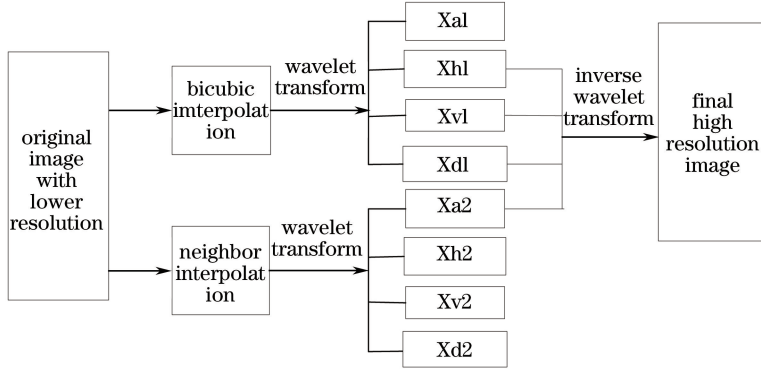 original
image
with
lower
resolution
bicubic
imterpolat
ion
wavelet
transform
Xal
Xhl
Xvl
Xdl
neighbor
interpolat
ion
wavelet
transform
Xa2
Xh2
Xv2
Xd2
inverse
wavelet
transform
final
high
resolution
image